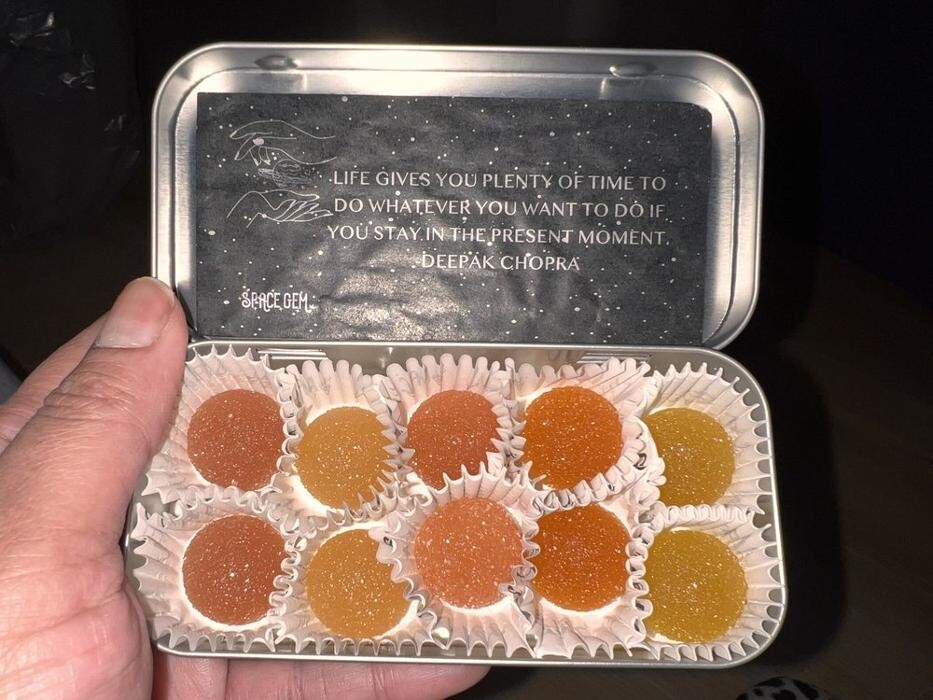 LIFE GIVES YOU PLENTY OF TIME TO
DO WHATEVER YOU WANT TO DO IF
YOU STAY IN THE PRESENT MOMENT.
-DEEPAK CHOPRA
SPACE GEM